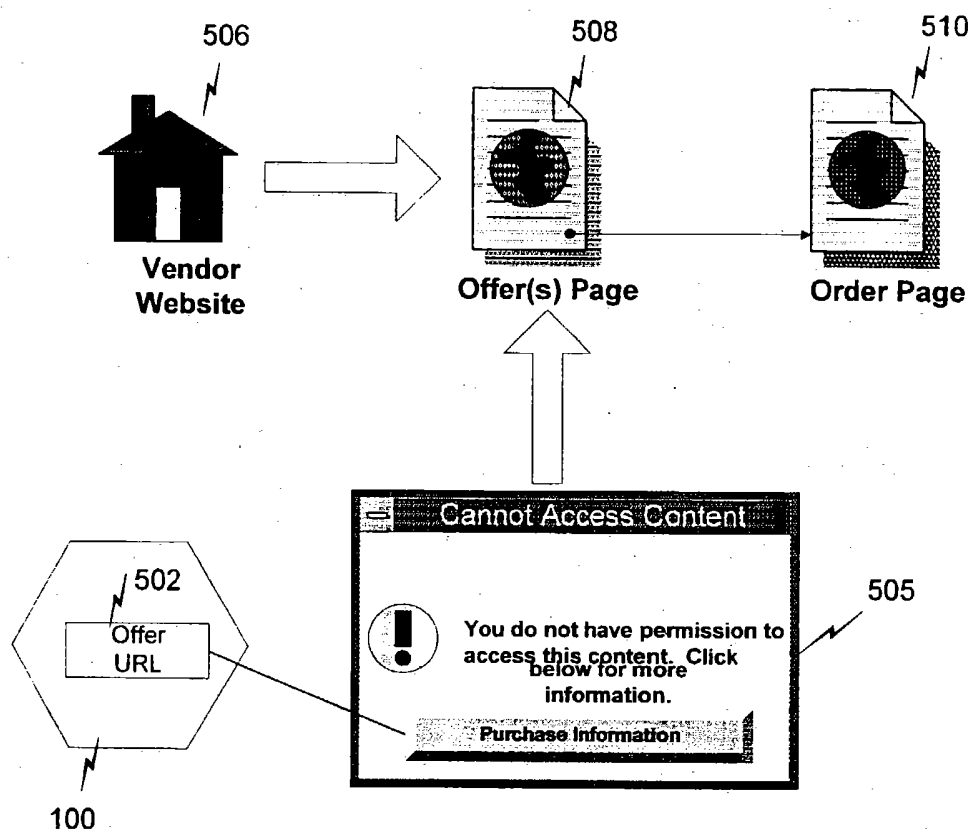 506
508
510
Vendor
Website
Offer(s) Page
Order Page
Cannot Access Content
502
Offer
URL
505
You do not have permission to
access this content. Click
below for more
information.
Purchase Information
100